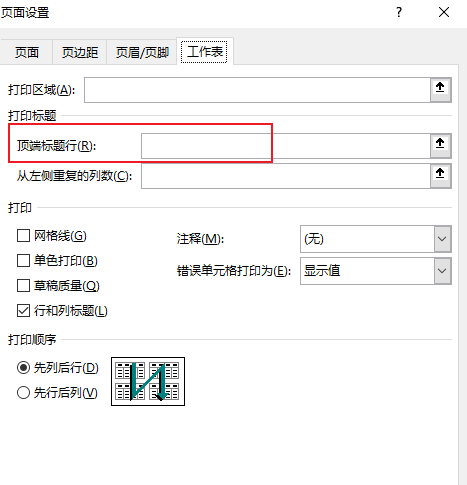 页面设置
?
页面 页边距 页眉/页脚 工作表
打印区域(A):
打印标题
顶端标题行(R):
从左侧重复的列数(C):
打印
网格线(G) 注释(M): (无)
单色打印(B) 错误单元格打印为(E): 显示值
草稿质量(Q)
行和列标题(L)
打印顺序
先列后行(D)
先行后列(V)